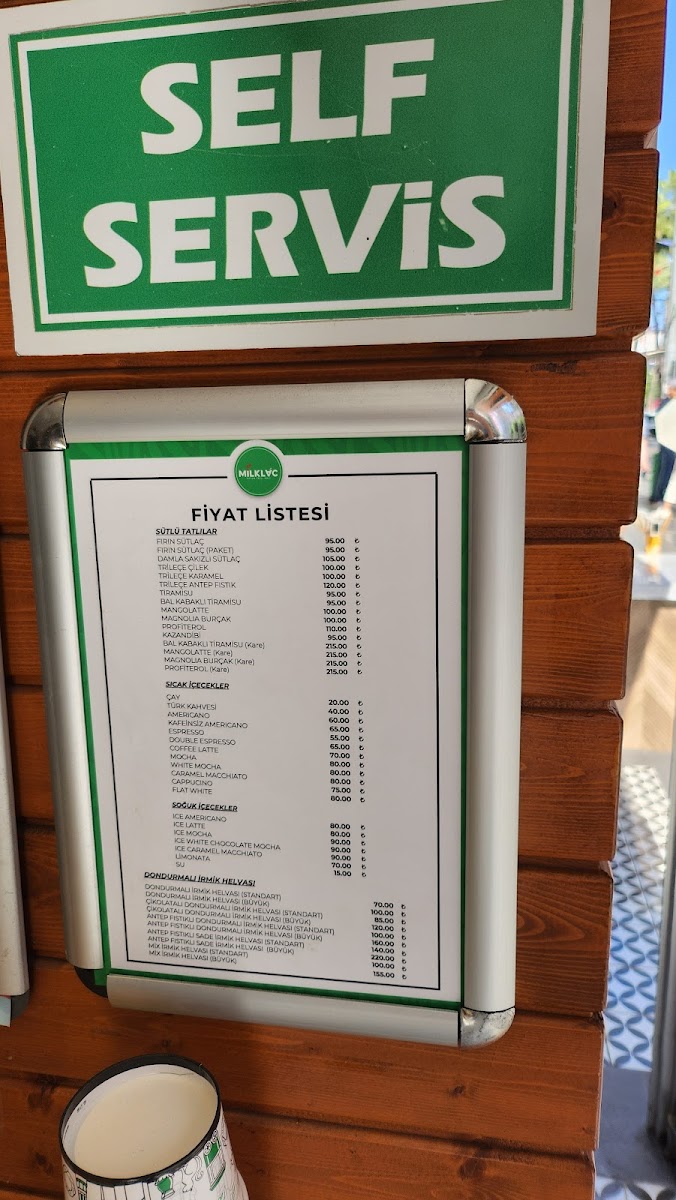 SELF
SERVİS
MİLKLAC
FİYAT LİSTESİ
SÜTLÜ TATLILAR
FIRIN SÜTLAÇ 95.00 ₺
FIRIN SÜTLAÇ (PAKET) 95.00 ₺
DAMLA SAKIZLI SÜTLAÇ 105.00 ₺
TRİLEÇE ÇİLEK 100.00 ₺
TRİLEÇE KARAMEL 100.00 ₺
TRİLEÇE ANTEP FISTIK 120.00 ₺
TİRAMİSU 95.00 ₺
BAL KABAKLI TİRAMİSU 95.00 ₺
MANGOLATTE 100.00 ₺
MAGNOLIA BURÇAK 100.00 ₺
PROFİTEROL 110.00 ₺
KAZANDİBİ 95.00 ₺
BAL KABAKLI TİRAMİSU (Kare) 215.00 ₺
MANGOLATTE (Kare) 215.00 ₺
MAGNOLIA BURÇAK (Kare) 215.00 ₺
PROFİTEROL (Kare) 215.00 ₺
SICAK İÇECEKLER
ÇAY 20.00 ₺
TÜRK KAHVESİ 40.00 ₺
AMERICANO 60.00 ₺
KAFEİNSİZ AMERICANO 65.00 ₺
ESPRESSO 55.00 ₺
DOUBLE ESPRESSO 65.00 ₺
COFFEE LATTE 70.00 ₺
MOCHA 80.00 ₺
WHITE MOCHA 80.00 ₺
CARAMEL MACCHIATO 80.00 ₺
CAPPUCINO 75.00 ₺
FLAT WHITE 80.00 ₺
SOĞUK İÇECEKLER
ICE AMERICANO 80.00 ₺
ICE LATTE 80.00 ₺
ICE MOCHA 90.00 ₺
ICE WHITE CHOCOLATE MOCHA 90.00 ₺
ICE CARAMEL MACCHIATO 90.00 ₺
LİMONATA 70.00 ₺
SU 15.00 ₺
DONDURMALI İRMİK HELVASI
DONDURMALI İRMİK HELVASI (STANDART) 70.00 ₺
DONDURMALI İRMİK HELVASI (BÜYÜK) 100.00 ₺
ÇİKOLATALI DONDURMALI İRMİK HELVASI (STANDART) 85.00 ₺
ÇİKOLATALI DONDURMALI İRMİK HELVASI (BÜYÜK) 120.00 ₺
ANTEP FISTIKLI DONDURMALI İRMİK HELVASI (STANDART) 100.00 ₺
ANTEP FISTIKLI DONDURMALI İRMİK HELVASI (BÜYÜK) 160.00 ₺
ANTEP FISTIKLI SADE İRMİK HELVASI (STANDART) 140.00 ₺
ANTEP FISTIKLI SADE İRMİK HELVASI (BÜYÜK) 220.00 ₺
MİX İRMİK HELVASI (STANDART) 100.00 ₺
MİX İRMİK HELVASI (BÜYÜK) 155.00 ₺